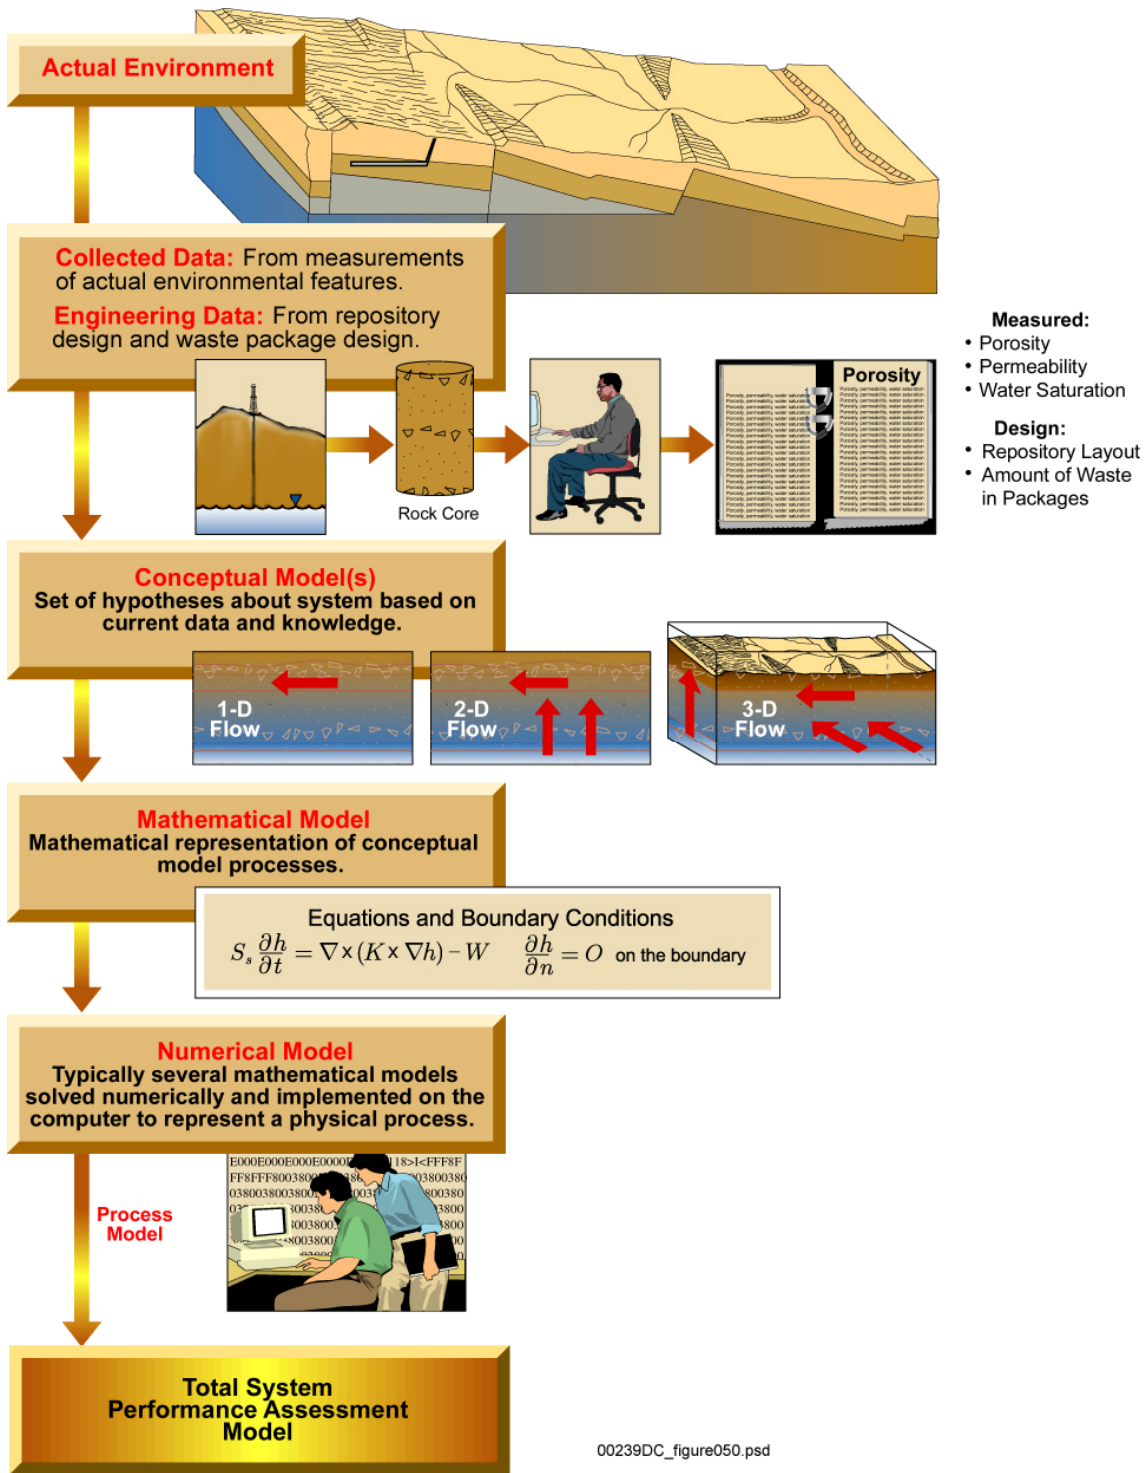 Actual Environment
Collected Data: From measurements
of actual environmental features.
Engineering Data: From repository
design and waste package design.
Measured:
• Porosity
• Permeability
• Water Saturation
Design:
• Repository Layout
• Amount of Waste
in Packages
Rock Core
Porosity
Porosity, permeability, water saturation
Conceptual Model(s)
Set of hypotheses about system based on
current data and knowledge.
1-D
Flow
2-D
Flow
3-D
Flow
Mathematical Model
Mathematical representation of conceptual
model processes.
Equations and Boundary Conditions
S_s ∂h/∂t = ∇ x (K x ∇h) – W    ∂h/∂n = O on the boundary
Numerical Model
Typically several mathematical models
solved numerically and implemented on the
computer to represent a physical process.
Process
Model
Total System
Performance Assessment
Model
00239DC_figure050.psd